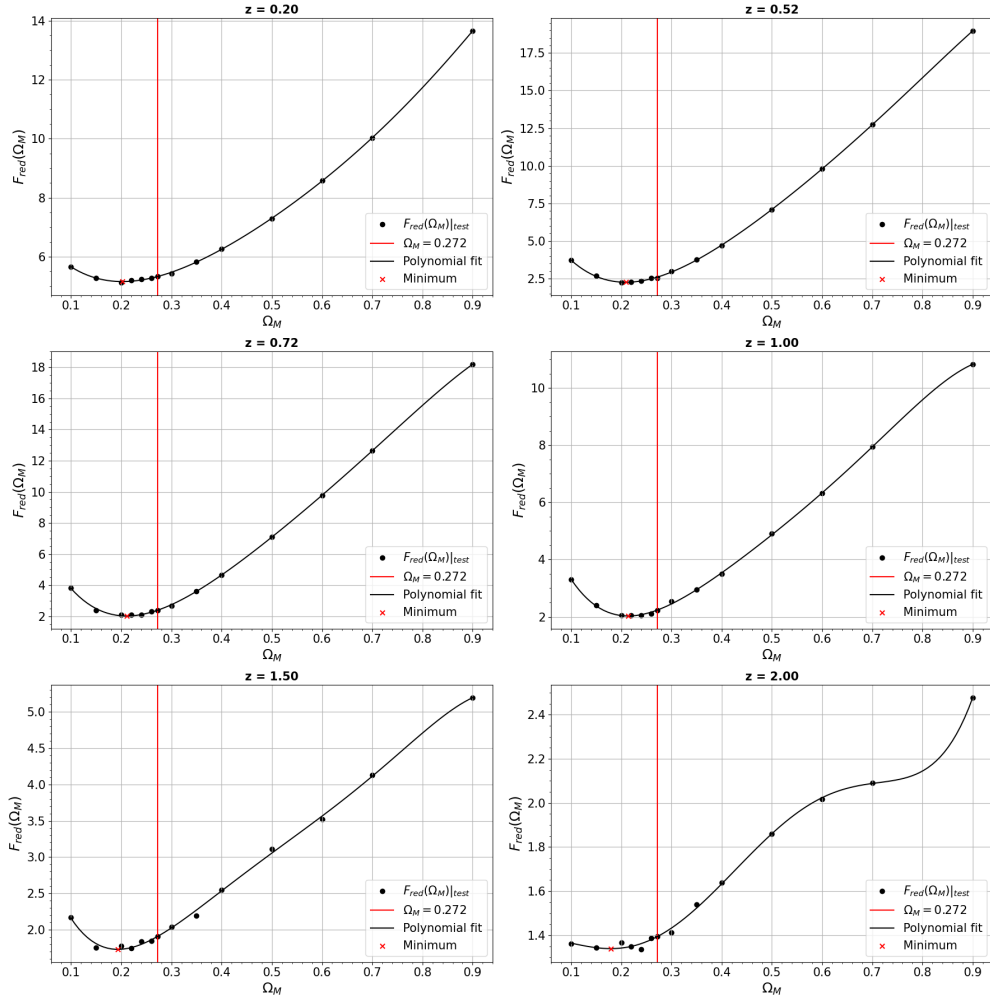 z = 0.20
14
12
10
8
6
F_red(Ω_M)
F_red(Ω_M)|_test
Ω_M = 0.272
Polynomial fit
Minimum
0.1 0.2 0.3 0.4 0.5 0.6 0.7 0.8 0.9
Ω_M
z = 0.52
17.5
15.0
12.5
10.0
7.5
5.0
2.5
F_red(Ω_M)
F_red(Ω_M)|_test
Ω_M = 0.272
Polynomial fit
Minimum
0.1 0.2 0.3 0.4 0.5 0.6 0.7 0.8 0.9
Ω_M
z = 0.72
18
16
14
12
10
8
6
4
2
F_red(Ω_M)
F_red(Ω_M)|_test
Ω_M = 0.272
Polynomial fit
Minimum
0.1 0.2 0.3 0.4 0.5 0.6 0.7 0.8 0.9
Ω_M
z = 1.00
10
8
6
4
2
F_red(Ω_M)
F_red(Ω_M)|_test
Ω_M = 0.272
Polynomial fit
Minimum
0.1 0.2 0.3 0.4 0.5 0.6 0.7 0.8 0.9
Ω_M
z = 1.50
5.0
4.5
4.0
3.5
3.0
2.5
2.0
F_red(Ω_M)
F_red(Ω_M)|_test
Ω_M = 0.272
Polynomial fit
Minimum
0.1 0.2 0.3 0.4 0.5 0.6 0.7 0.8 0.9
Ω_M
z = 2.00
2.4
2.2
2.0
1.8
1.6
1.4
F_red(Ω_M)
F_red(Ω_M)|_test
Ω_M = 0.272
Polynomial fit
Minimum
0.1 0.2 0.3 0.4 0.5 0.6 0.7 0.8 0.9
Ω_M